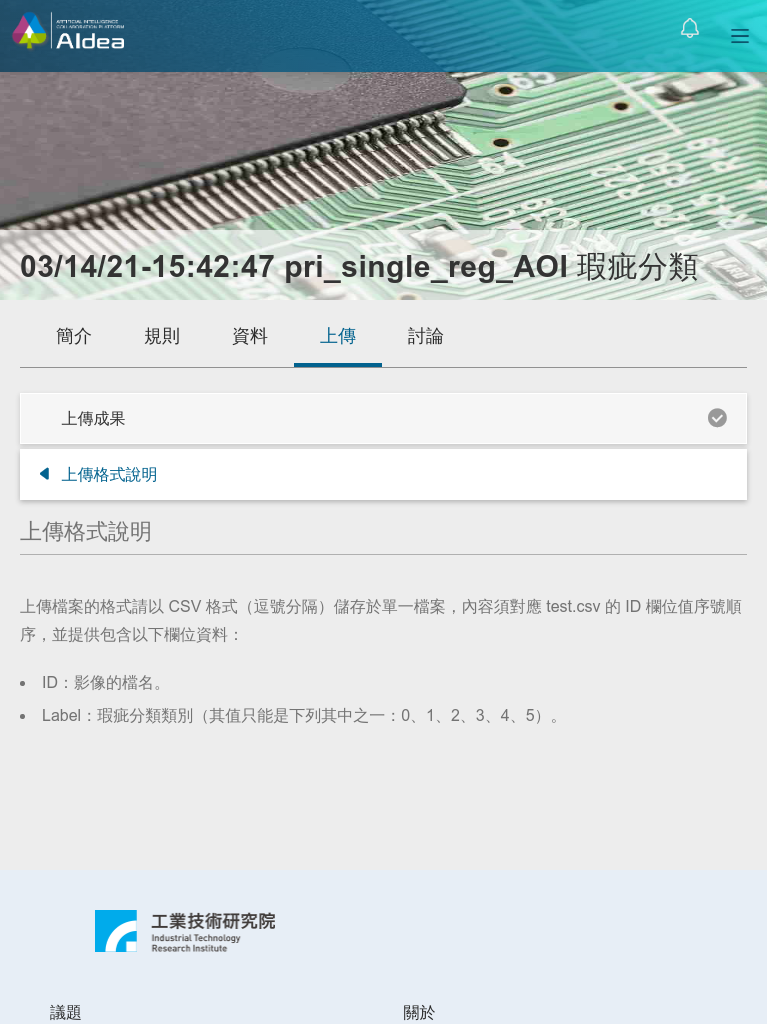 ARTIFICIAL INTELLIGENCE
COLLABORATION PLATFORM
AIdea
03/14/21-15:42:47 pri_single_reg_AOI 瑕疵分類
簡介 規則 資料 上傳 討論
上傳成果
上傳格式說明
上傳格式說明
上傳檔案的格式請以 CSV 格式（逗號分隔）儲存於單一檔案，內容須對應 test.csv 的 ID 欄位值序號順
序，並提供包含以下欄位資料：
ID：影像的檔名。
Label：瑕疵分類類別（其值只能是下列其中之一：0、1、2、3、4、5）。
工業技術研究院
Industrial Technology
Research Institute
議題 關於